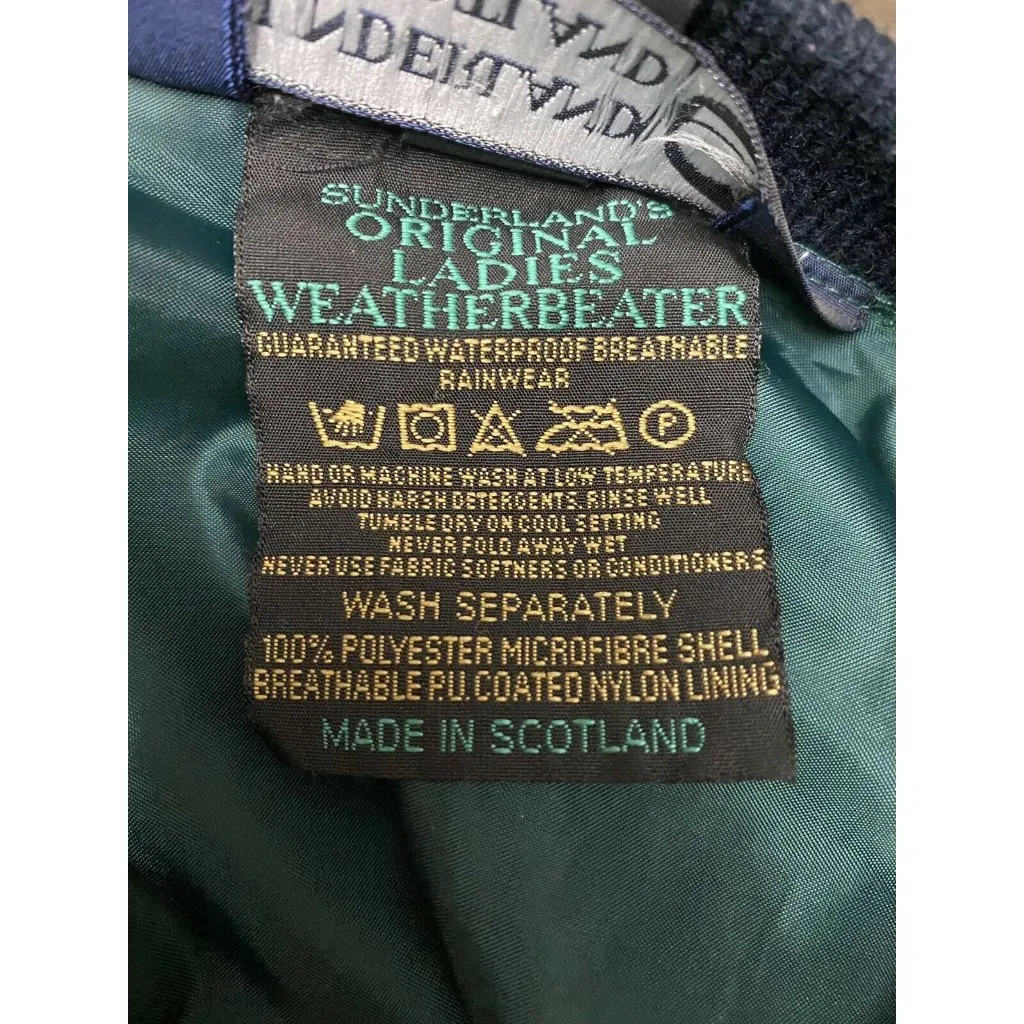 SUNDERLAND'S
ORIGINAL
LADIES
WEATHERBEATER
GUARANTEED WATERPROOF BREATHABLE
RAINWEAR
P
HAND OR MACHINE WASH AT LOW TEMPERATURE
AVOID HARSH DETERGENTS. RINSE WELL
TUMBLE DRY ON COOL SETTING
NEVER FOLD AWAY WET
NEVER USE FABRIC SOFTNERS OR CONDITIONERS
WASH SEPARATELY
100% POLYESTER MICROFIBRE SHELL
BREATHABLE P.U. COATED NYLON LINING
MADE IN SCOTLAND